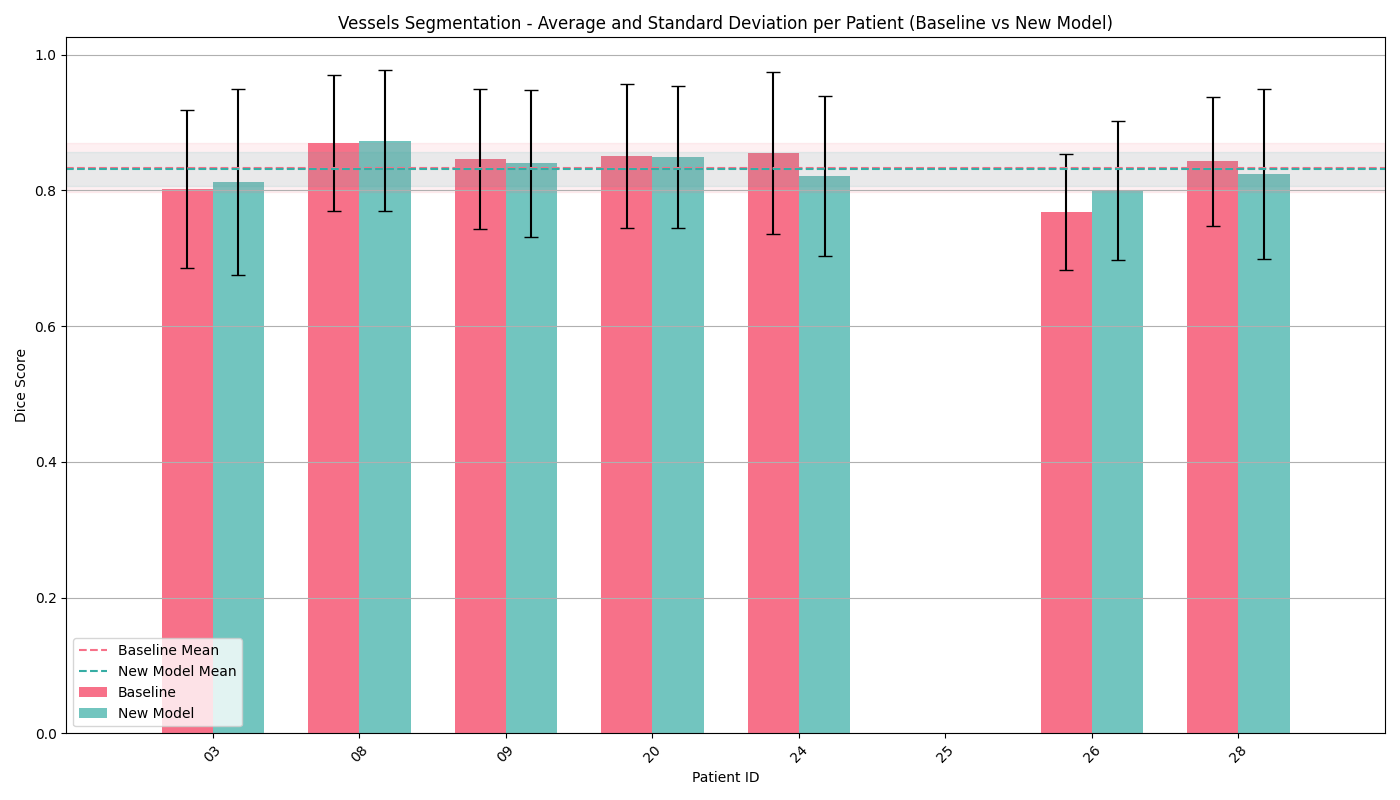 Vessels Segmentation - Average and Standard Deviation per Patient (Baseline vs New Model)
1.0
0.8
0.6
0.4
0.2
0.0
Dice Score
Baseline Mean
New Model Mean
Baseline
New Model
03
08
09
20
24
25
26
28
Patient ID